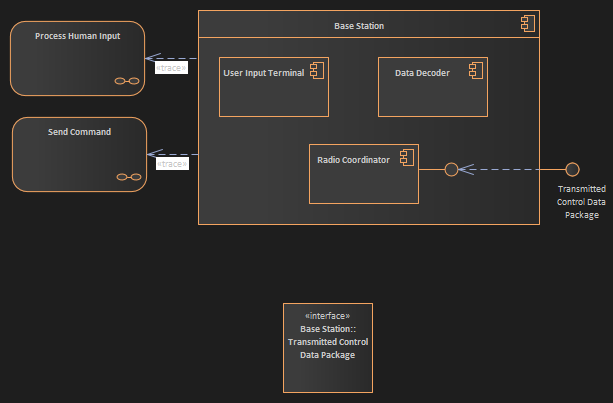 Process Human Input
«trace»
Send Command
«trace»
Base Station
User Input Terminal
Data Decoder
Radio Coordinator
Transmitted
Control Data
Package
«interface»
Base Station::
Transmitted Control
Data Package